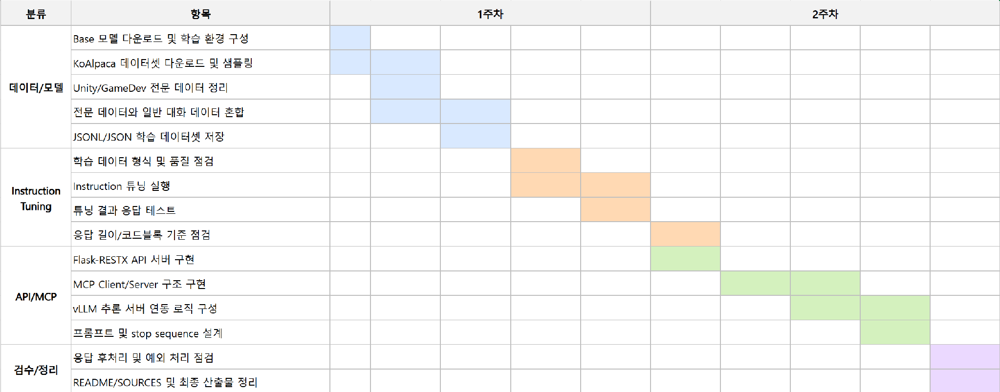 분류 항목 1주차 2주차
데이터/모델
Base 모델 다운로드 및 학습 환경 구성
KoAlpaca 데이터셋 다운로드 및 샘플링
Unity/GameDev 전문 데이터 정리
전문 데이터와 일반 대화 데이터 혼합
JSONL/JSON 학습 데이터셋 저장
Instruction
Tuning
학습 데이터 형식 및 품질 점검
Instruction 튜닝 실행
튜닝 결과 응답 테스트
응답 길이/코드블록 기준 점검
API/MCP
Flask-RESTX API 서버 구현
MCP Client/Server 구조 구현
vLLM 추론 서버 연동 로직 구성
프롬프트 및 stop sequence 설계
검수/정리
응답 후처리 및 예외 처리 점검
README/SOURCES 및 최종 산출물 정리